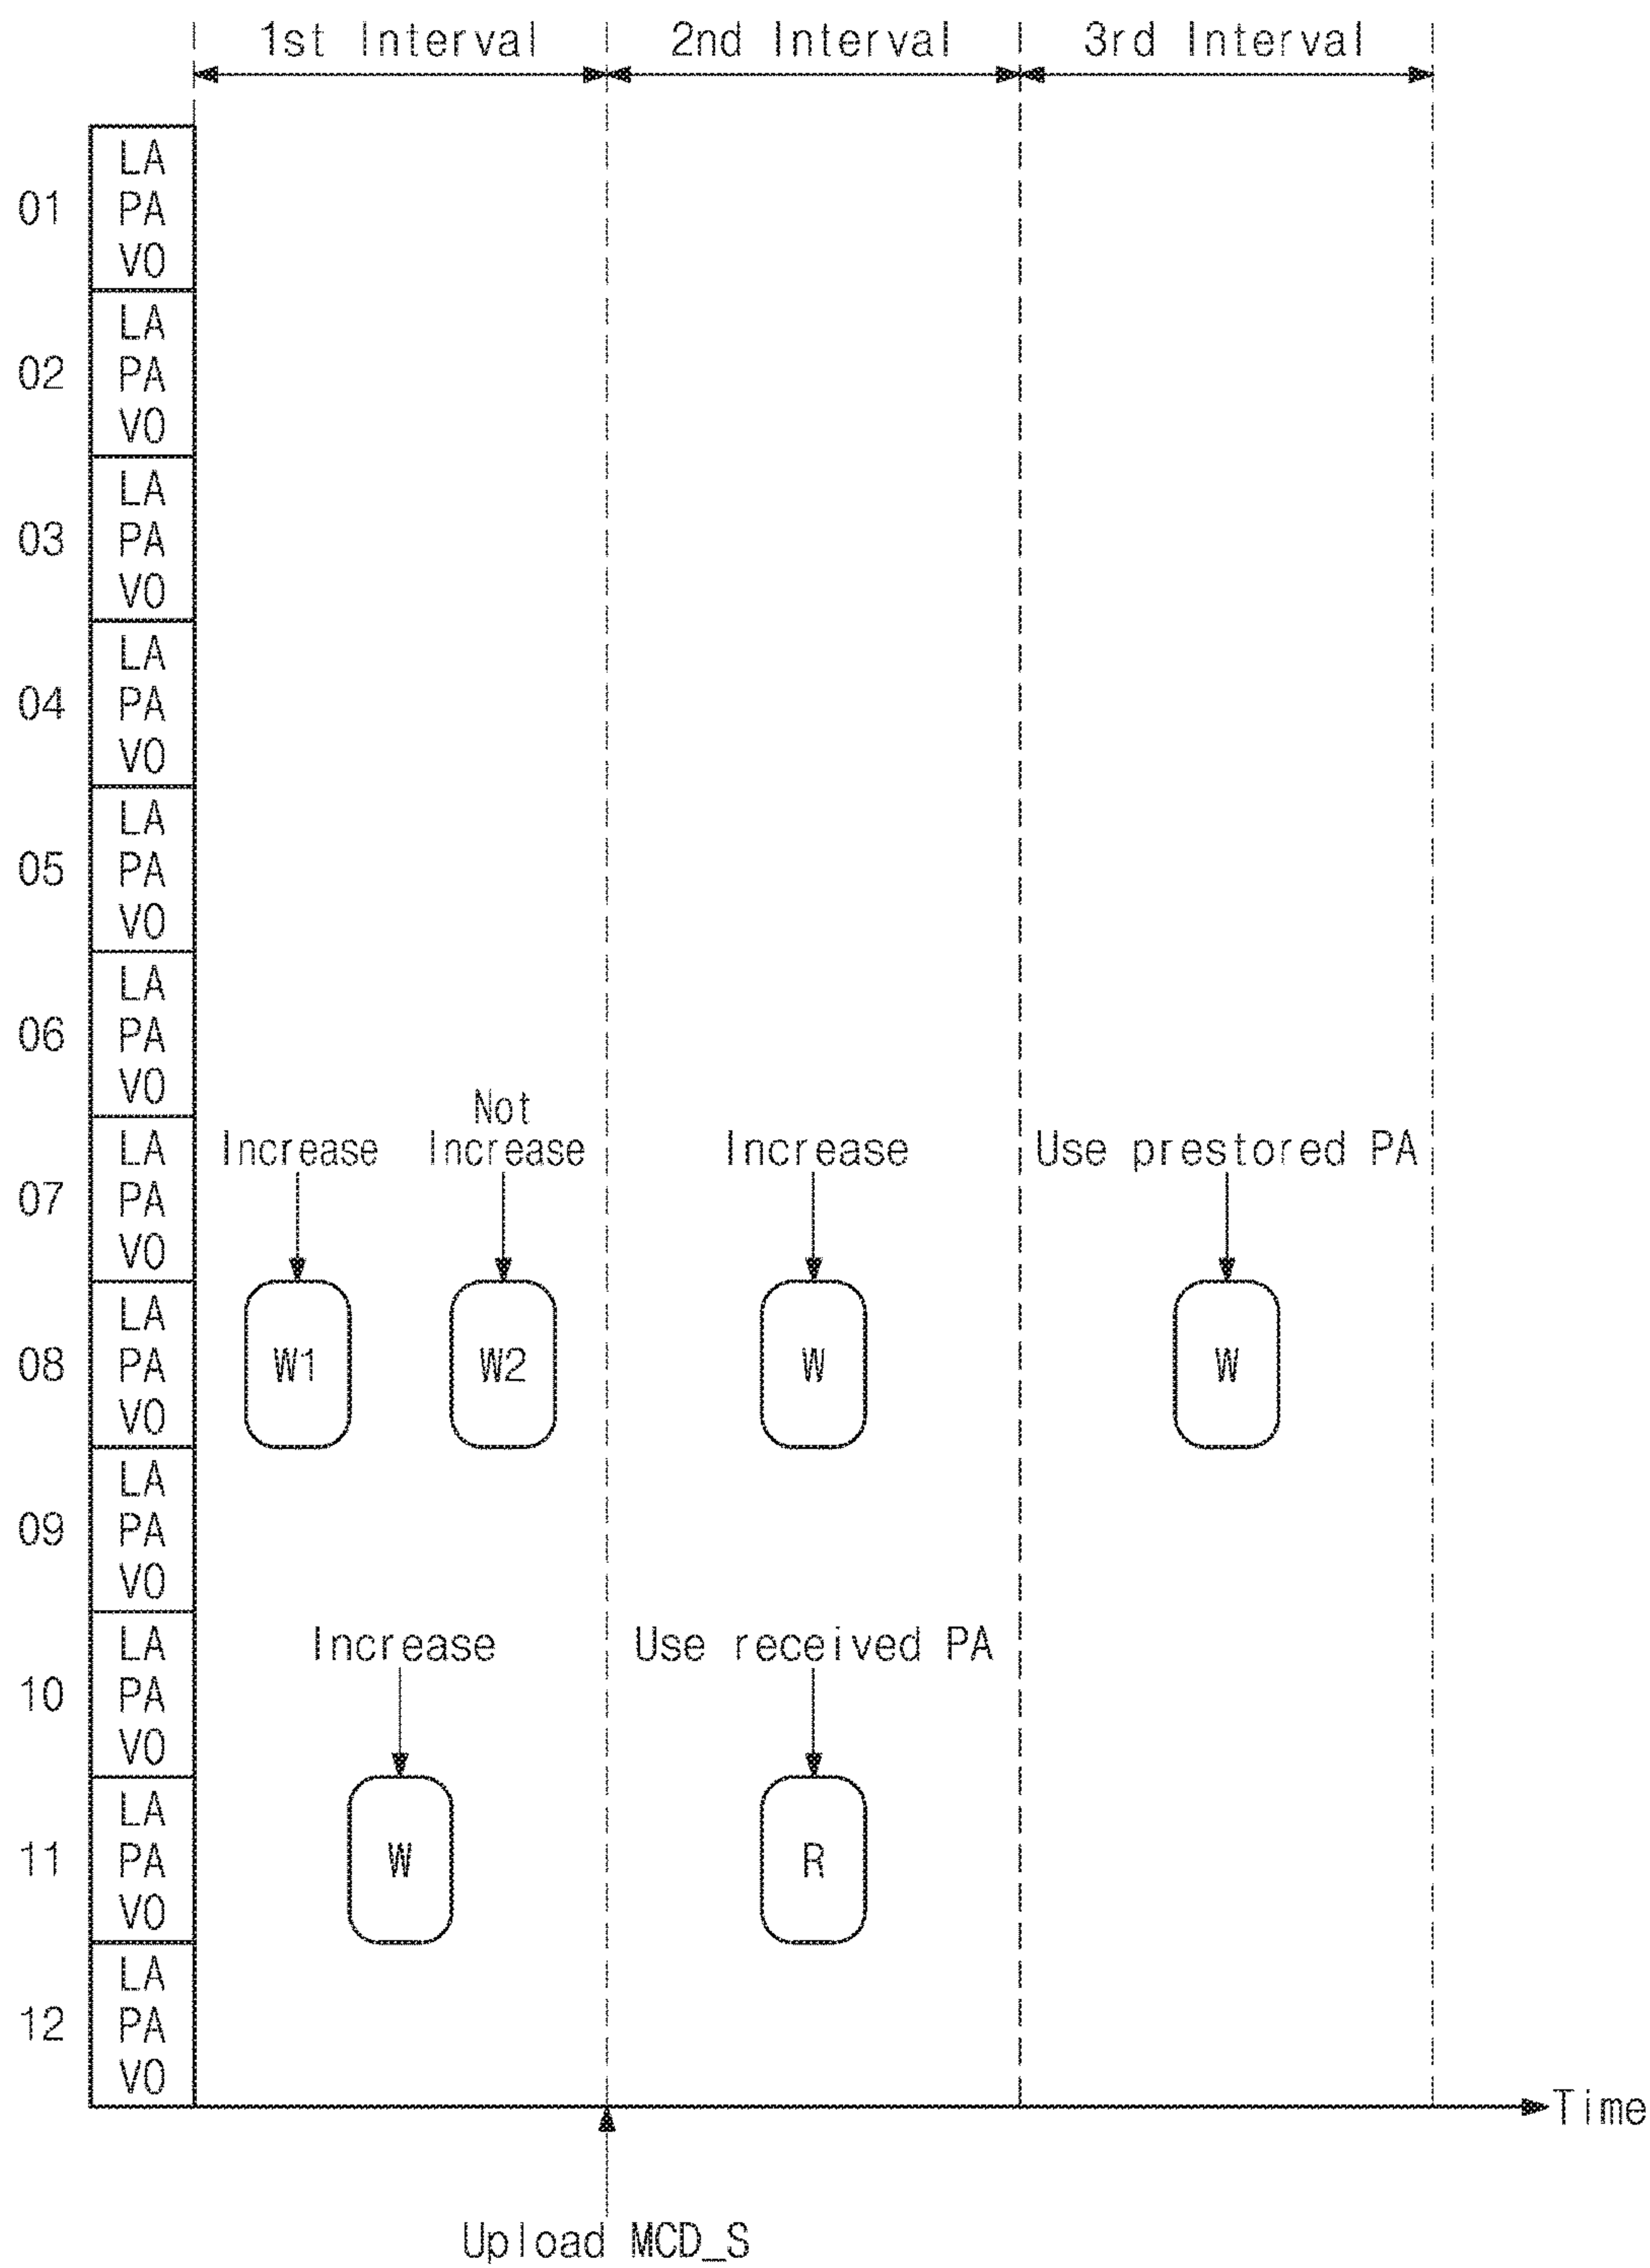 1st Interval 2nd Interval 3rd Interval
LA
01 PA
VO
LA
02 PA
VO
LA
03 PA
VO
LA
04 PA
VO
LA
05 PA
VO
LA
06 PA
VO
Not
LA Increase Increase Increase Use prestored PA
07 PA
VO
LA
08 PA W1 W2 W W
VO
LA
09 PA
VO
LA Increase Use received PA
10 PA
VO
LA
11 PA W R
VO
LA
12 PA
VO
Time
Upload MCD_S